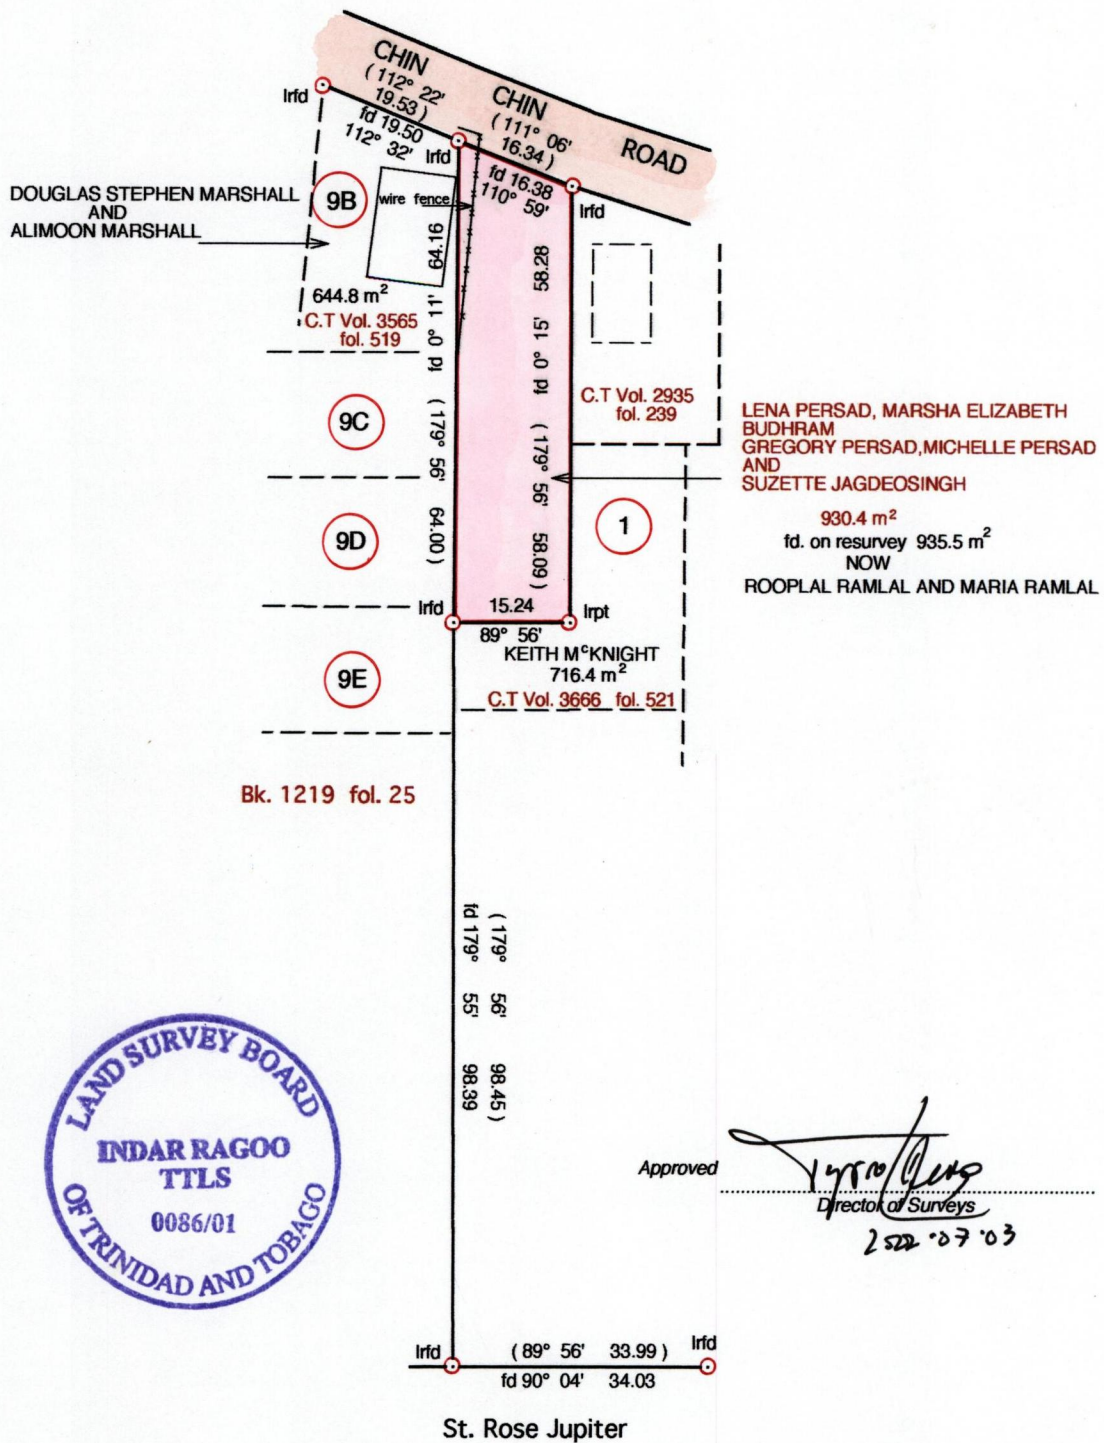 CHIN
( 112° 22'
19.53 )
fd 19.50
112° 32'
Irfd
CHIN
( 111° 06'
16.34 )
fd 16.38
110° 59'
ROAD
Irfd
Irfd
DOUGLAS STEPHEN MARSHALL
AND
ALIMOON MARSHALL
9B
wire fence
644.8 m²
C.T Vol. 3565
fol. 519
fd 0° 11' 64.16
( 179° 56' 64.00 )
fd 0° 15' 58.28
( 179° 56' 58.09 )
C.T Vol. 2935
fol. 239
9C
LENA PERSAD, MARSHA ELIZABETH
BUDHRAM
GREGORY PERSAD,MICHELLE PERSAD
AND
SUZETTE JAGDEOSINGH
930.4 m²
fd. on resurvey 935.5 m²
NOW
ROOPLAL RAMLAL AND MARIA RAMLAL
9D
1
Irfd
15.24
89° 56'
Irpt
KEITH McKNIGHT
716.4 m²
C.T Vol. 3666 fol. 521
9E
Bk. 1219 fol. 25
( 179° 56' 98.45 )
fd 179° 55' 98.39
LAND SURVEY BOARD
INDAR RAGOO
TTLS
0086/01
OF TRINIDAD AND TOBAGO
Approved
Director of Surveys
2022·07·03
Irfd
( 89° 56' 33.99 )
Irfd
fd 90° 04' 34.03
St. Rose Jupiter